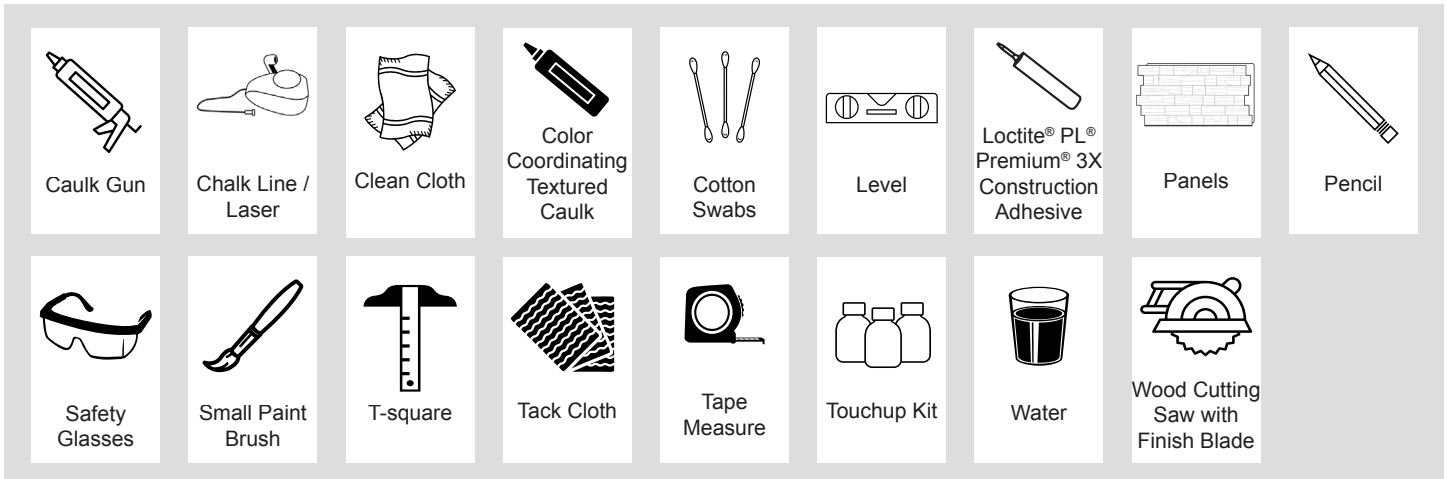 Caulk Gun
Chalk Line /
Laser
Clean Cloth
Color
Coordinating
Textured
Caulk
Cotton
Swabs
Level
Loctite® PL®
Premium® 3X
Construction
Adhesive
Panels
Pencil
Safety
Glasses
Small Paint
Brush
T-square
Tack Cloth
Tape
Measure
Touchup Kit
Water
Wood Cutting
Saw with
Finish Blade